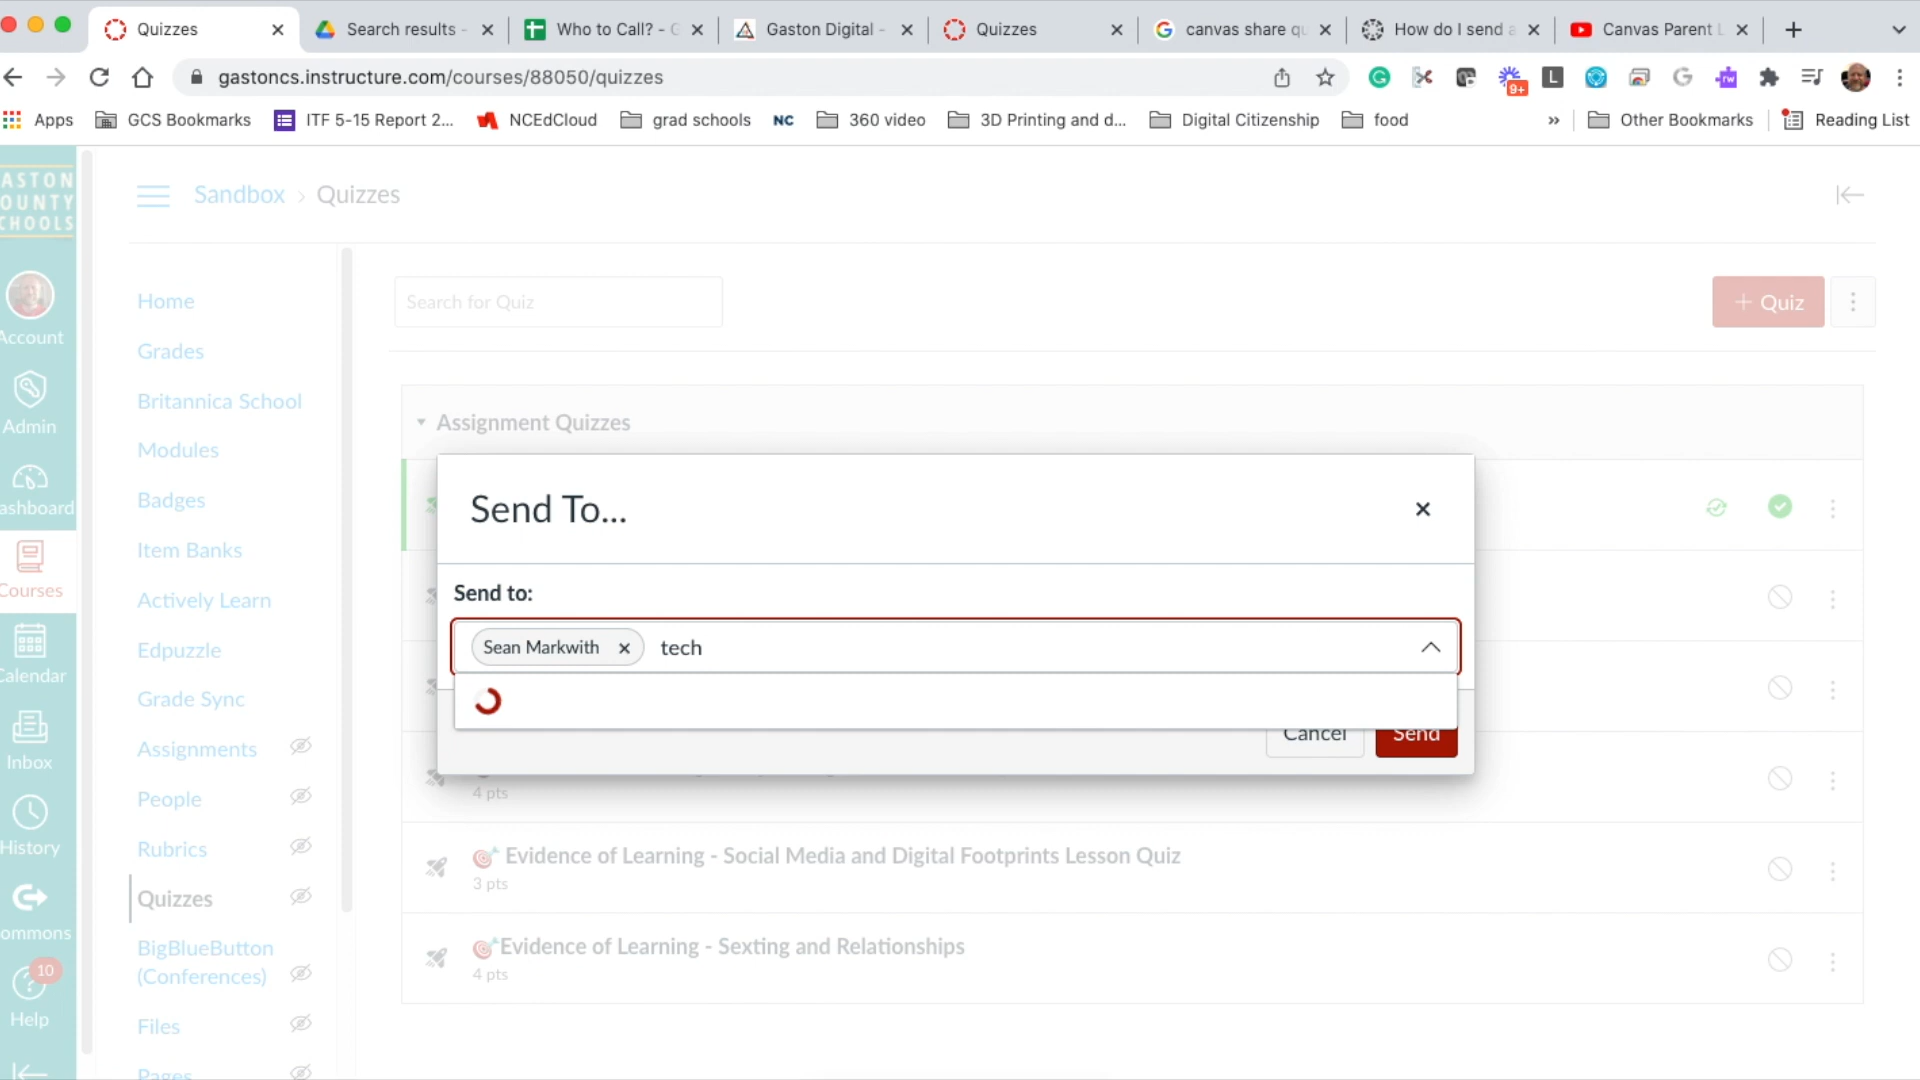 Quizzes
Search results -
Who to Call? - G
Gaston Digital -
Quizzes
canvas share qu
How do I send a
Canvas Parent L
gastoncs.instructure.com/courses/88050/quizzes
9+
L
rw
Apps
GCS Bookmarks
ITF 5-15 Report 2...
NCEdCloud
grad schools
NC
360 video
3D Printing and d...
Digital Citizenship
food
»
Other Bookmarks
Reading List
ASTON
OUNTY
CHOOLS
Account
Admin
ashboard
Courses
Calendar
Inbox
History
ommons
10
Help
Sandbox › Quizzes
Home
Grades
Britannica School
Modules
Badges
Item Banks
Actively Learn
Edpuzzle
Grade Sync
Assignments
People
Rubrics
Quizzes
BigBlueButton
(Conferences)
Files
Pages
Search for Quiz
+ Quiz
Assignment Quizzes
Send To...
Send to:
Sean Markwith × tech
Cancel
Send
4 pts
Evidence of Learning - Social Media and Digital Footprints Lesson Quiz
3 pts
Evidence of Learning - Sexting and Relationships
4 pts